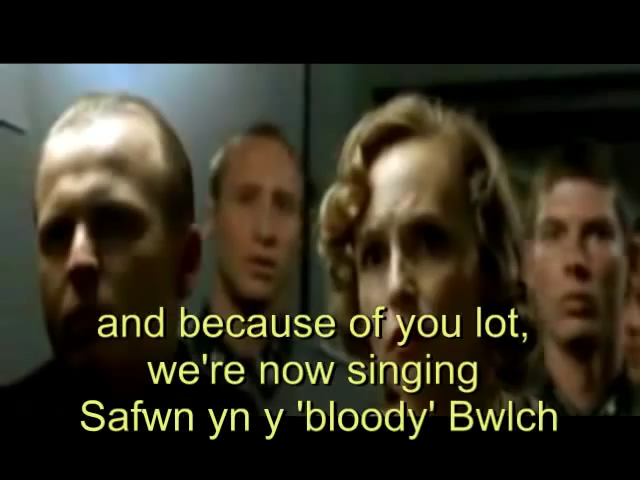 and because of you lot,
we're now singing
Safwn yn y 'bloody' Bwlch